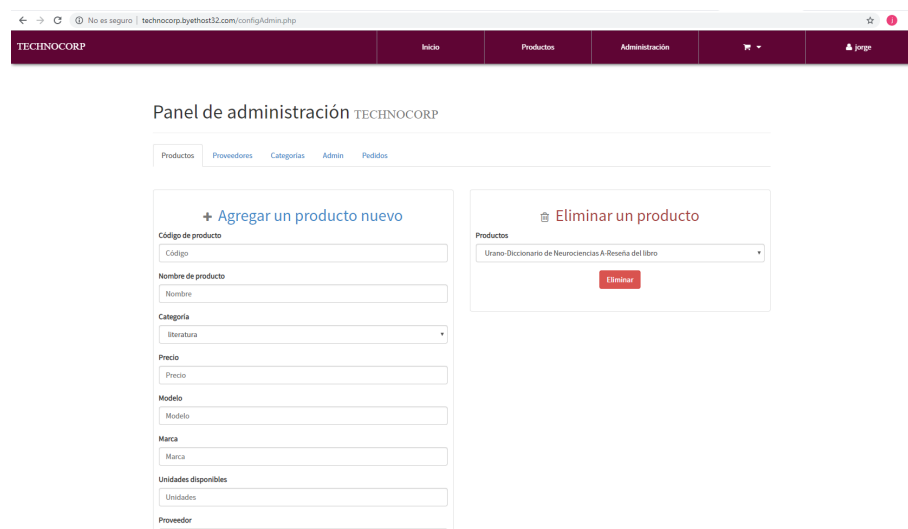 No es seguro | technocorp.byethost32.com/configAdmin.php
TECHNOCORP
Inicio
Productos
Administración
jorge
Panel de administración TECHNOCORP
Productos
Proveedores
Categorías
Admin
Pedidos
Agregar un producto nuevo
Código de producto
Código
Nombre de producto
Nombre
Categoría
literatura
Precio
Precio
Modelo
Modelo
Marca
Marca
Unidades disponibles
Unidades
Proveedor
Eliminar un producto
Productos
Urano-Diccionario de Neurociencias A-Reseña del libro
Eliminar